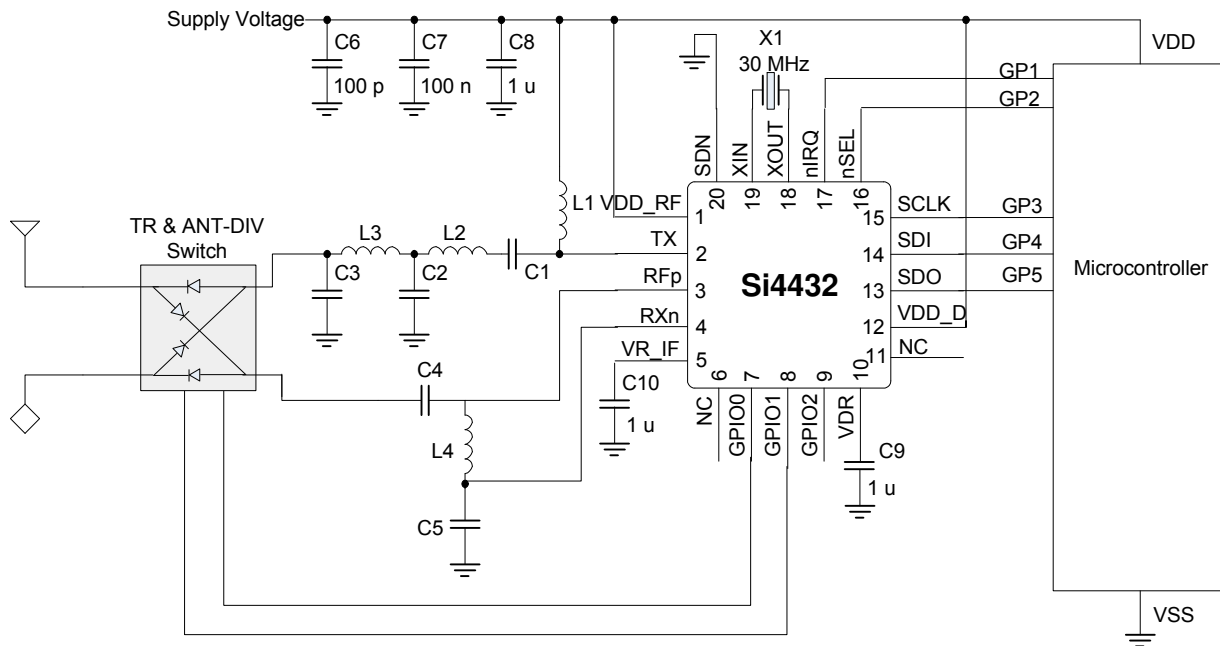 Supply Voltage
C6
100 p
C7
100 n
C8
1 u
X1
30 MHz
VDD
GP1
GP2
SDN
XIN
XOUT
nIRQ
nSEL
20
19
18
17
16
L1
VDD_RF
1
15
SCLK
GP3
TR & ANT-DIV
Switch
L3
L2
C3
C2
C1
TX
2
14
SDI
GP4
RFp
3
Si4432
13
SDO
GP5
Microcontroller
RXn
4
12
VDD_D
VR_IF
5
11
NC
C4
C10
1 u
6
7
8
9
10
NC
GPIO0
GPIO1
GPIO2
VDR
L4
C9
1 u
C5
VSS